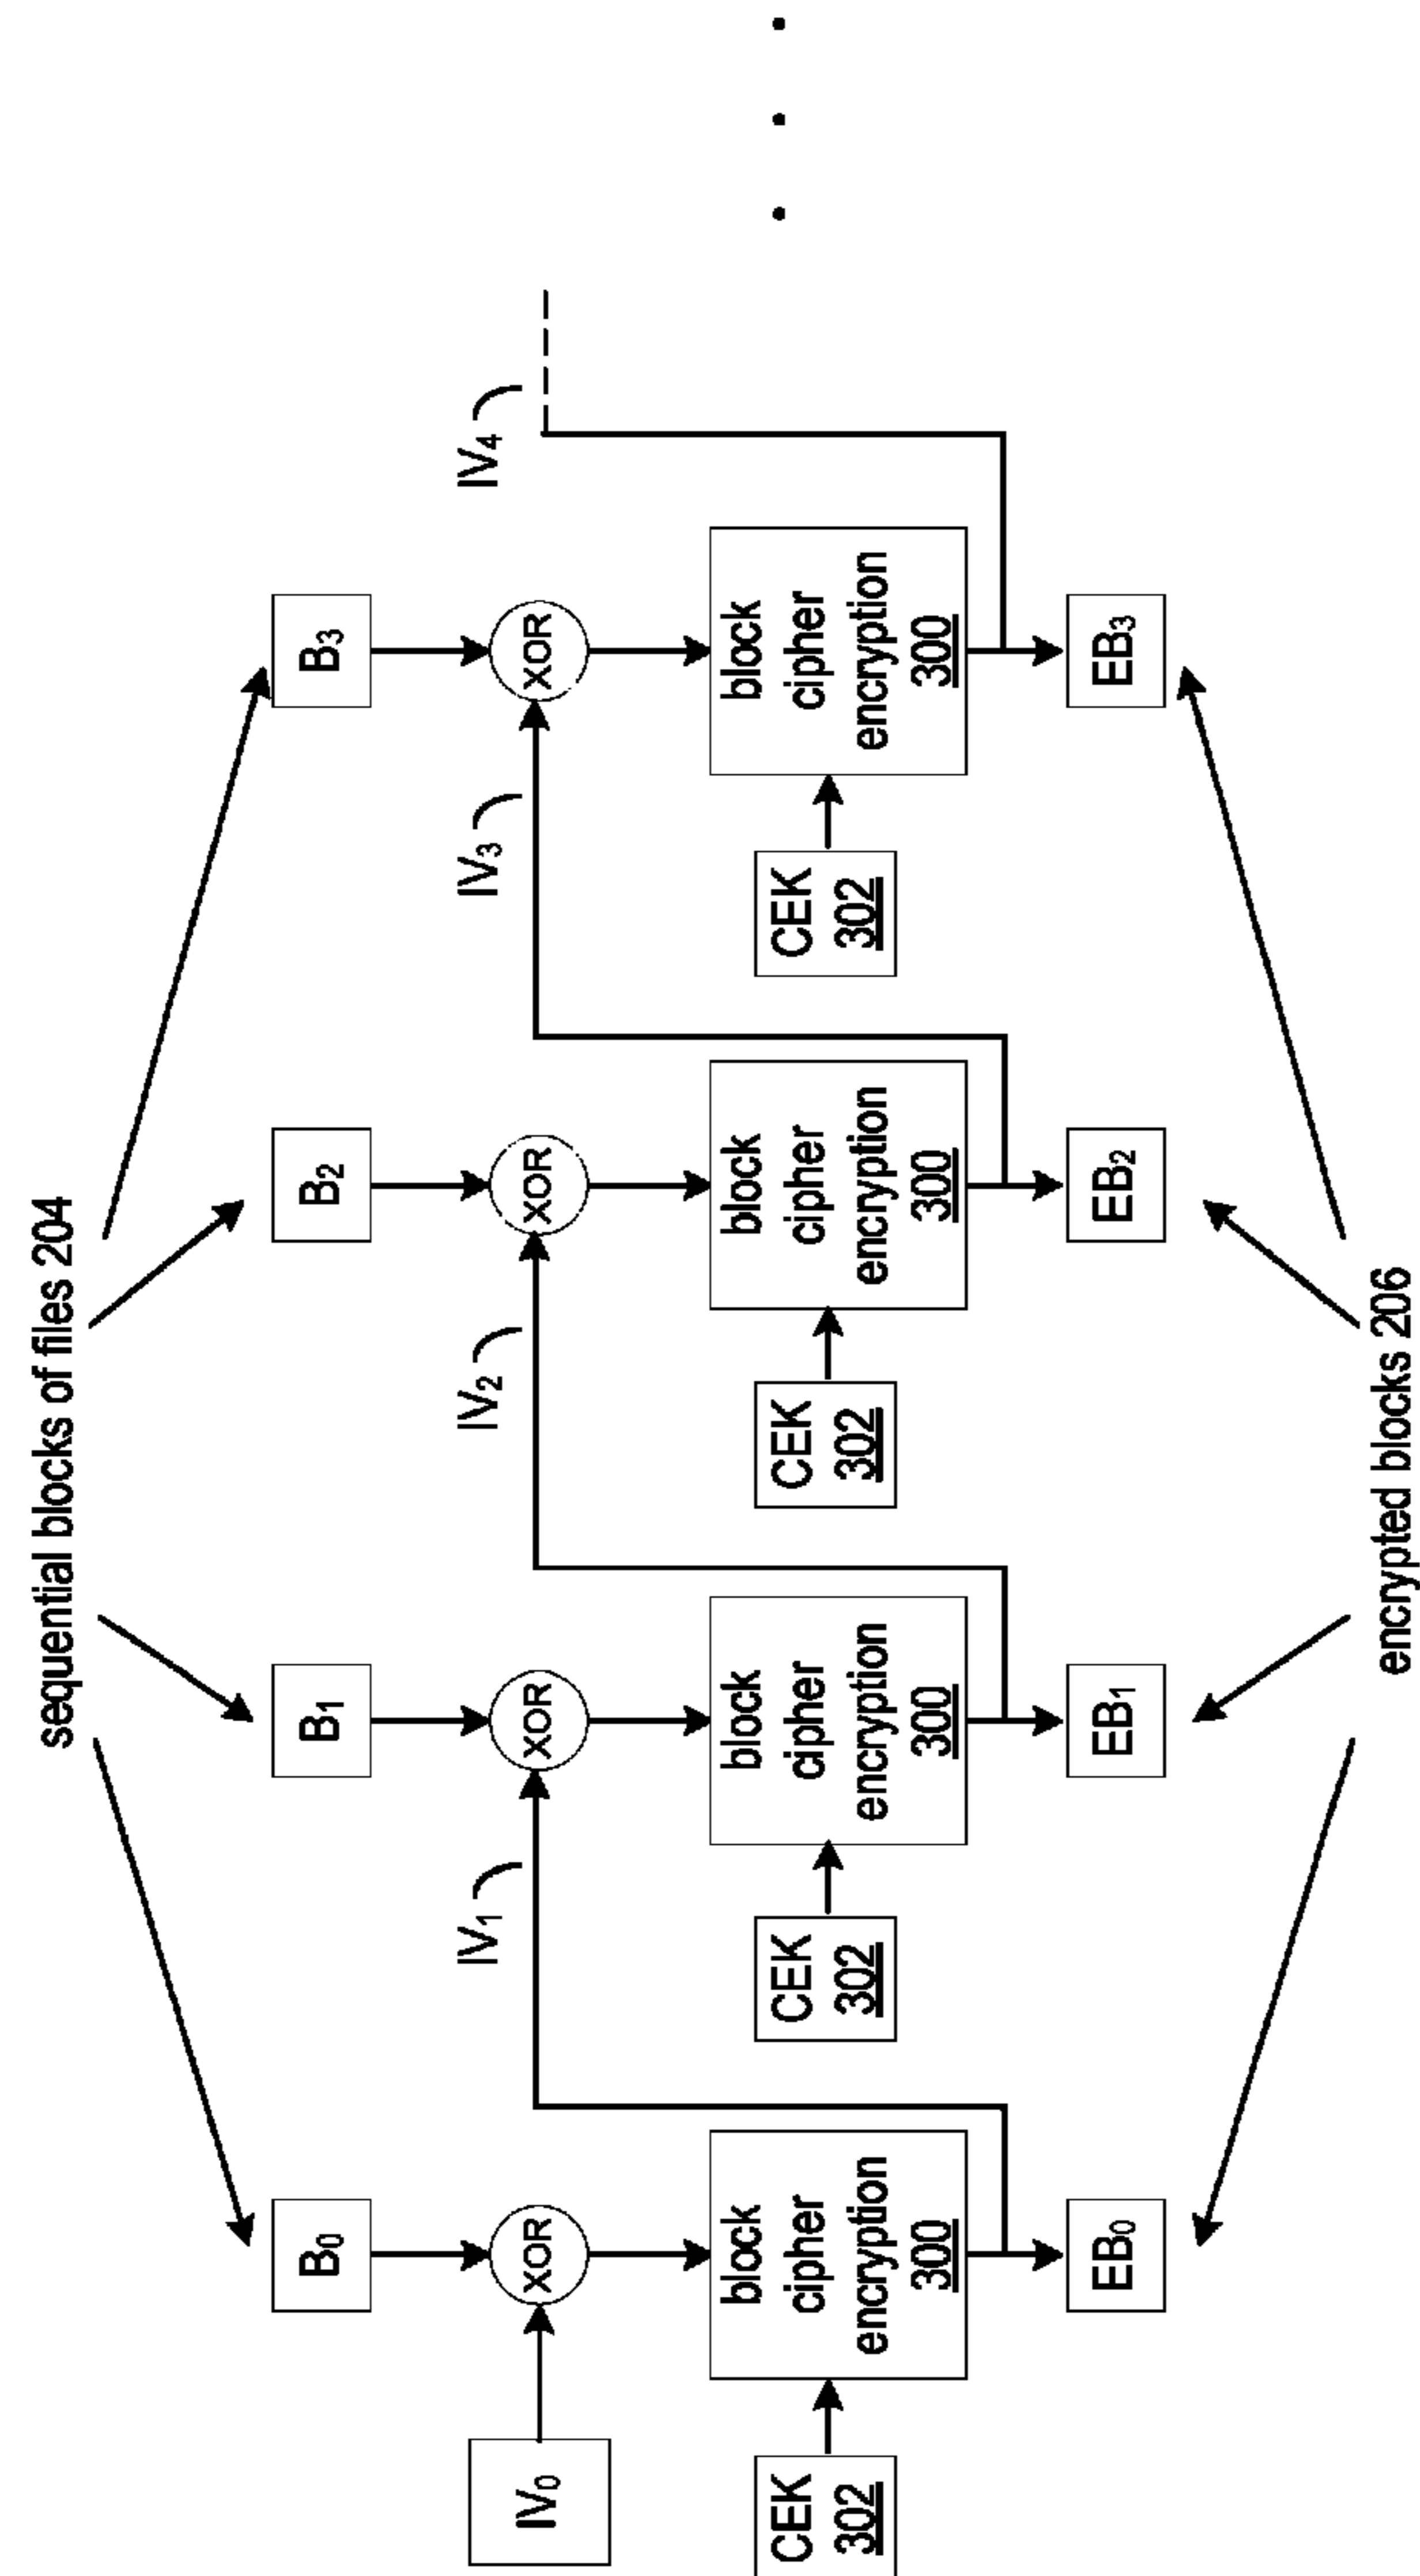 sequential blocks of files 204
B₀
B₁
B₂
B₃
IV₀
XOR
IV₁
XOR
IV₂
XOR
IV₃
XOR
IV₄
CEK
302
block
cipher
encryption
300
CEK
302
block
cipher
encryption
300
CEK
302
block
cipher
encryption
300
CEK
302
block
cipher
encryption
300
EB₀
EB₁
EB₂
EB₃
encrypted blocks 206